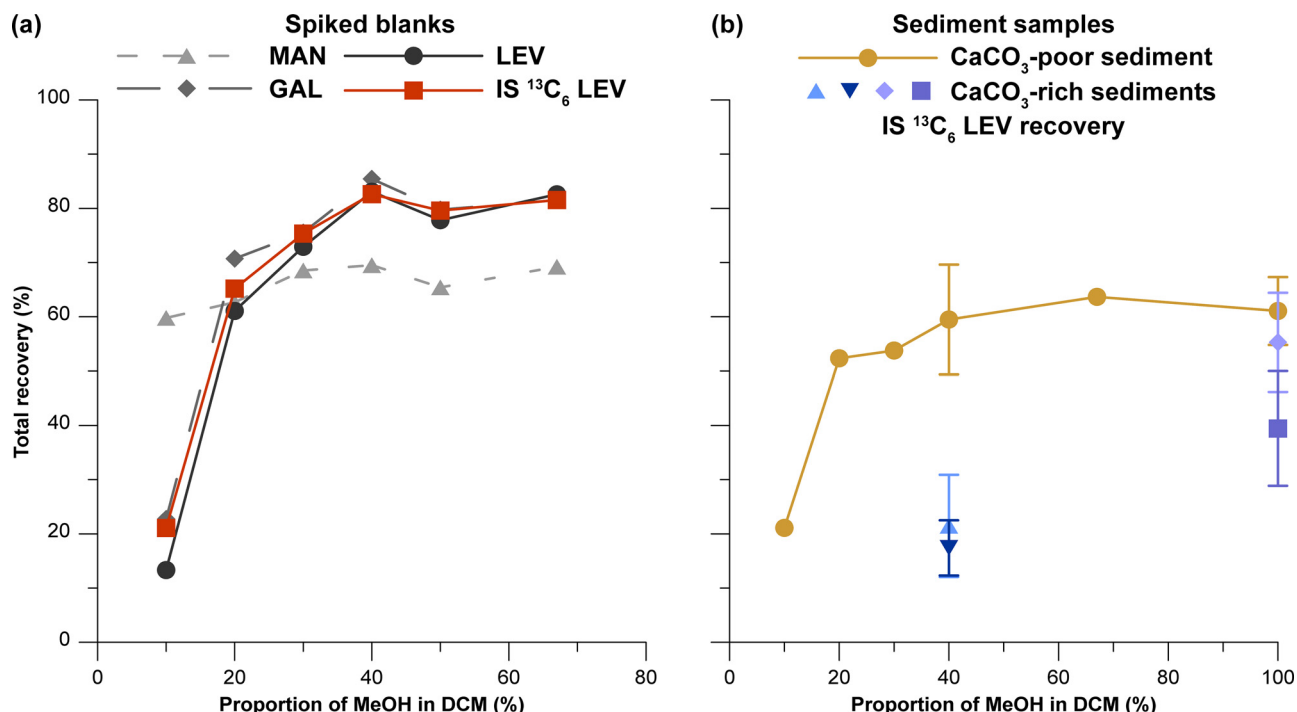 (a)
Spiked blanks
MAN
LEV
GAL
IS ¹³C₆ LEV
100
80
60
40
20
0
Total recovery (%)
0
20
40
60
80
Proportion of MeOH in DCM (%)
(b)
Sediment samples
CaCO₃-poor sediment
CaCO₃-rich sediments
IS ¹³C₆ LEV recovery
0
20
40
60
80
100
Proportion of MeOH in DCM (%)